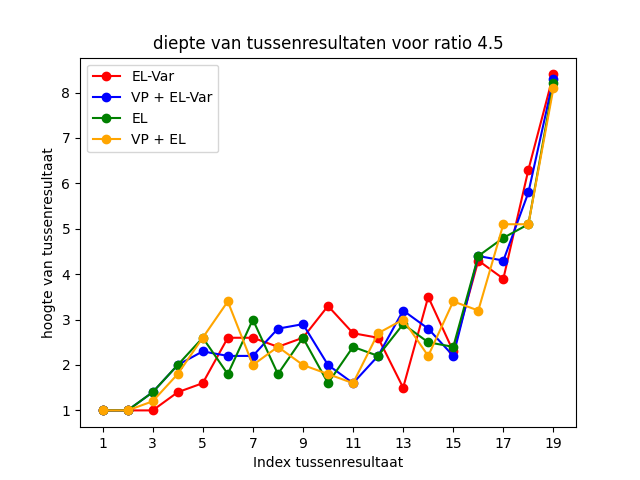 diepte van tussenresultaten voor ratio 4.5
EL-Var
VP + EL-Var
EL
VP + EL
hoogte van tussenresultaat
8
7
6
5
4
3
2
1
1 3 5 7 9 11 13 15 17 19
Index tussenresultaat